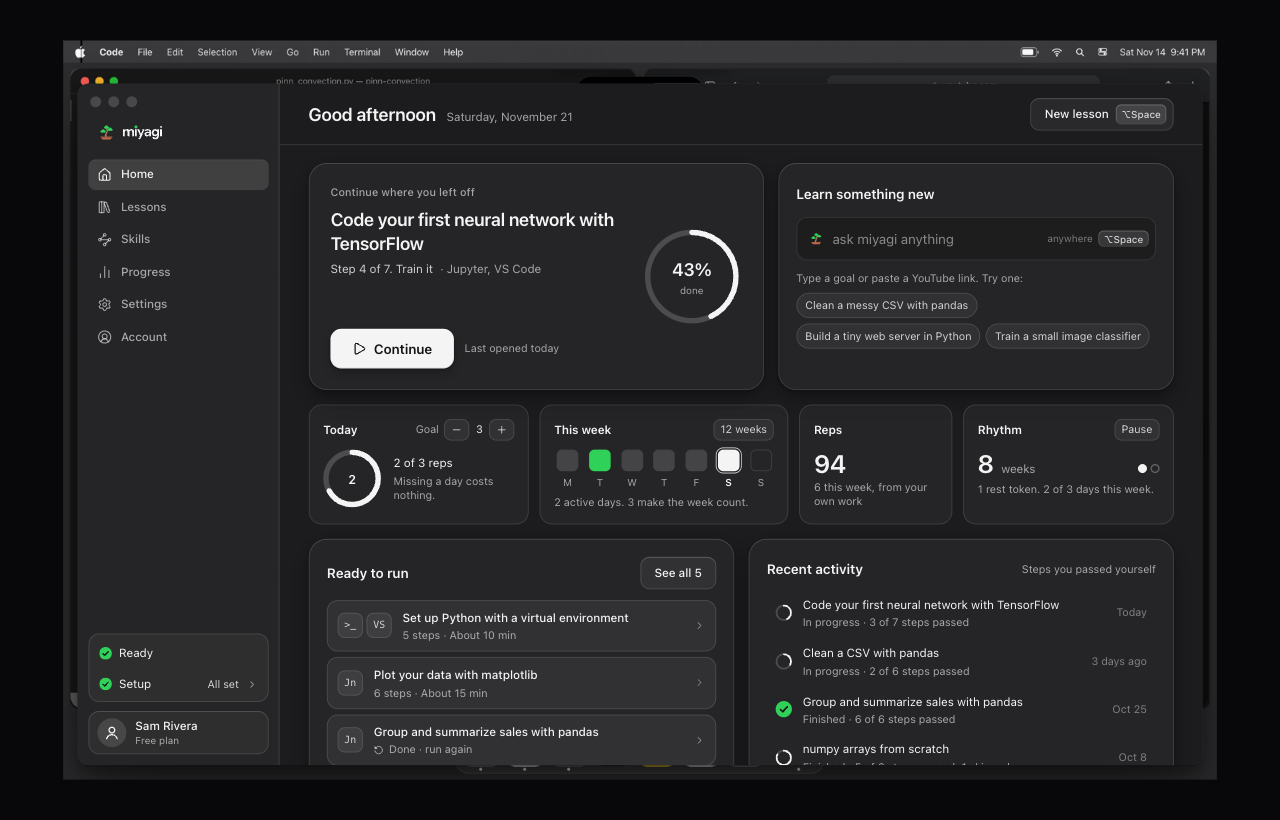 Code File Edit Selection View Go Run Terminal Window Help
Sat Nov 14 9:41 PM
pinn_convection.py — pinn-convection
miyagi
Home
Lessons
Skills
Progress
Settings
Account
Ready
Setup All set
Sam Rivera
Free plan
Good afternoon Saturday, November 21
New lesson ⌥Space
Continue where you left off
Code your first neural network with
TensorFlow
Step 4 of 7. Train it · Jupyter, VS Code
43%
done
Continue Last opened today
Learn something new
ask miyagi anything anywhere ⌥Space
Type a goal or paste a YouTube link. Try one:
Clean a messy CSV with pandas
Build a tiny web server in Python Train a small image classifier
Today Goal − 3 +
2
2 of 3 reps
Missing a day costs
nothing.
This week 12 weeks
M T W T F S S
2 active days. 3 make the week count.
Reps
94
6 this week, from your
own work
Rhythm Pause
8 weeks
1 rest token. 2 of 3 days this week.
Ready to run See all 5
>_ VS Set up Python with a virtual environment
5 steps · About 10 min
Jn Plot your data with matplotlib
6 steps · About 15 min
Jn Group and summarize sales with pandas
Done · run again
Recent activity Steps you passed yourself
Code your first neural network with TensorFlow Today
In progress · 3 of 7 steps passed
Clean a CSV with pandas 3 days ago
In progress · 2 of 6 steps passed
Group and summarize sales with pandas Oct 25
Finished · 6 of 6 steps passed
numpy arrays from scratch Oct 8